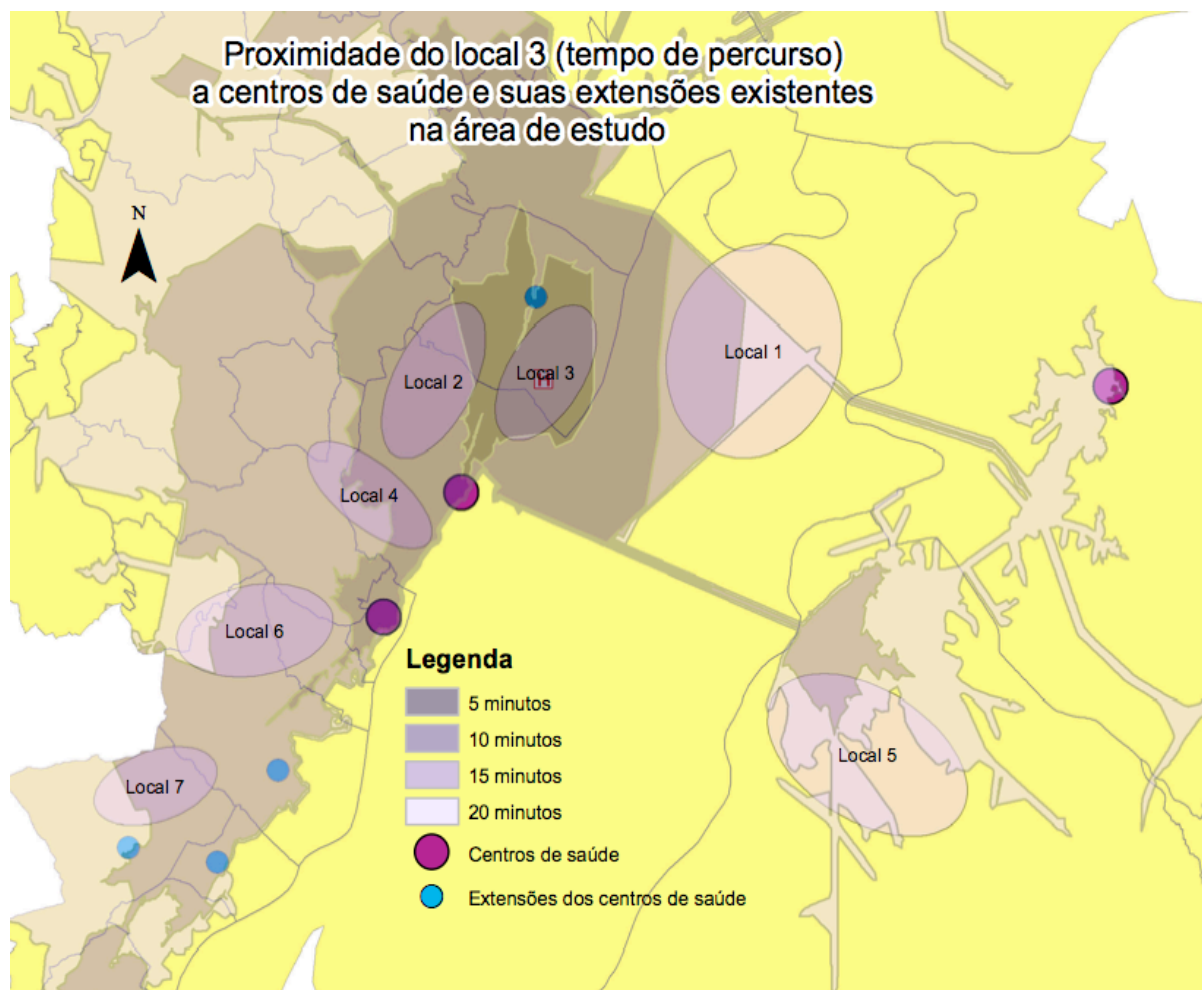 Proximidade do local 3 (tempo de percurso)
a centros de saúde e suas extensões existentes
na área de estudo
N
Local 1
Local 2
Local 3
H
Local 4
Local 6
Local 5
Local 7
Legenda
5 minutos
10 minutos
15 minutos
20 minutos
Centros de saúde
Extensões dos centros de saúde